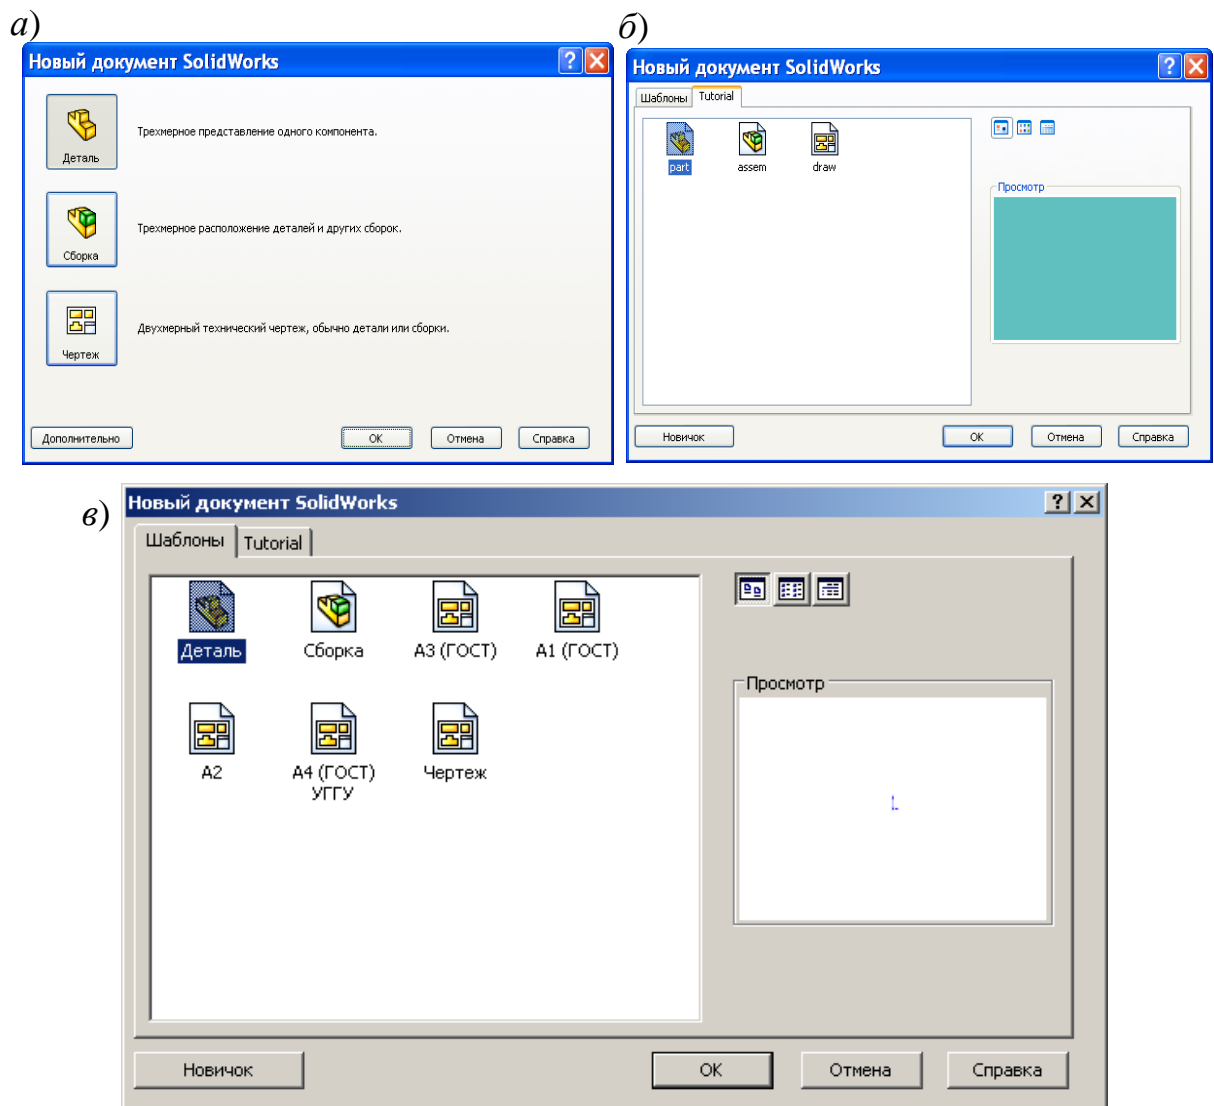 а)
Новый документ SolidWorks
Деталь
Трехмерное представление одного компонента.
Сборка
Трехмерное расположение деталей и других сборок.
Чертеж
Двухмерный технический чертеж, обычно детали или сборки.
Дополнительно
ОК
Отмена
Справка
б)
Новый документ SolidWorks
Шаблоны
Tutorial
part
assem
draw
Просмотр
Новичок
ОК
Отмена
Справка
в)
Новый документ SolidWorks
Шаблоны
Tutorial
Деталь
Сборка
А3 (ГОСТ)
А1 (ГОСТ)
А2
А4 (ГОСТ)
УГГУ
Чертеж
Просмотр
Новичок
ОК
Отмена
Справка